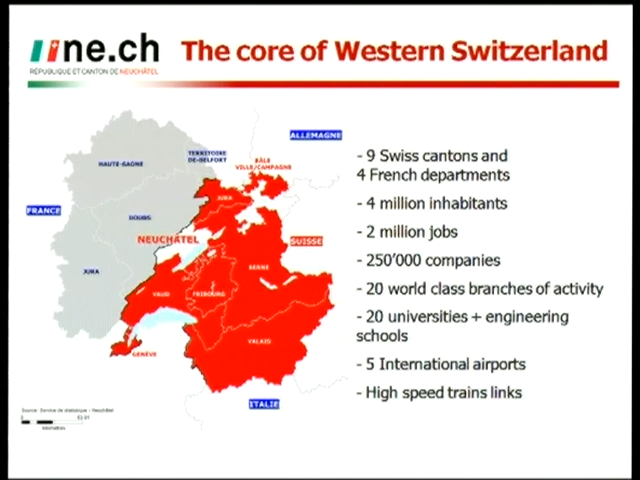 ne.ch
RÉPUBLIQUE ET CANTON DE NEUCHÂTEL
The core of Western Switzerland
ALLEMAGNE
TERRITOIRE
DE-BELFORT
BÂLE
VILLE/CAMPAGNE
HAUTE-SAONE
JURA
FRANCE
DOUBS
NEUCHÂTEL
SUISSE
JURA
BERNE
VAUD
FRIBOURG
VALAIS
GENÈVE
ITALIE
Source: Service de statistique - Neuchâtel
0
kilomètres
- 9 Swiss cantons and
4 French departments
- 4 million inhabitants
- 2 million jobs
- 250'000 companies
- 20 world class branches of activity
- 20 universities + engineering
schools
- 5 International airports
- High speed trains links